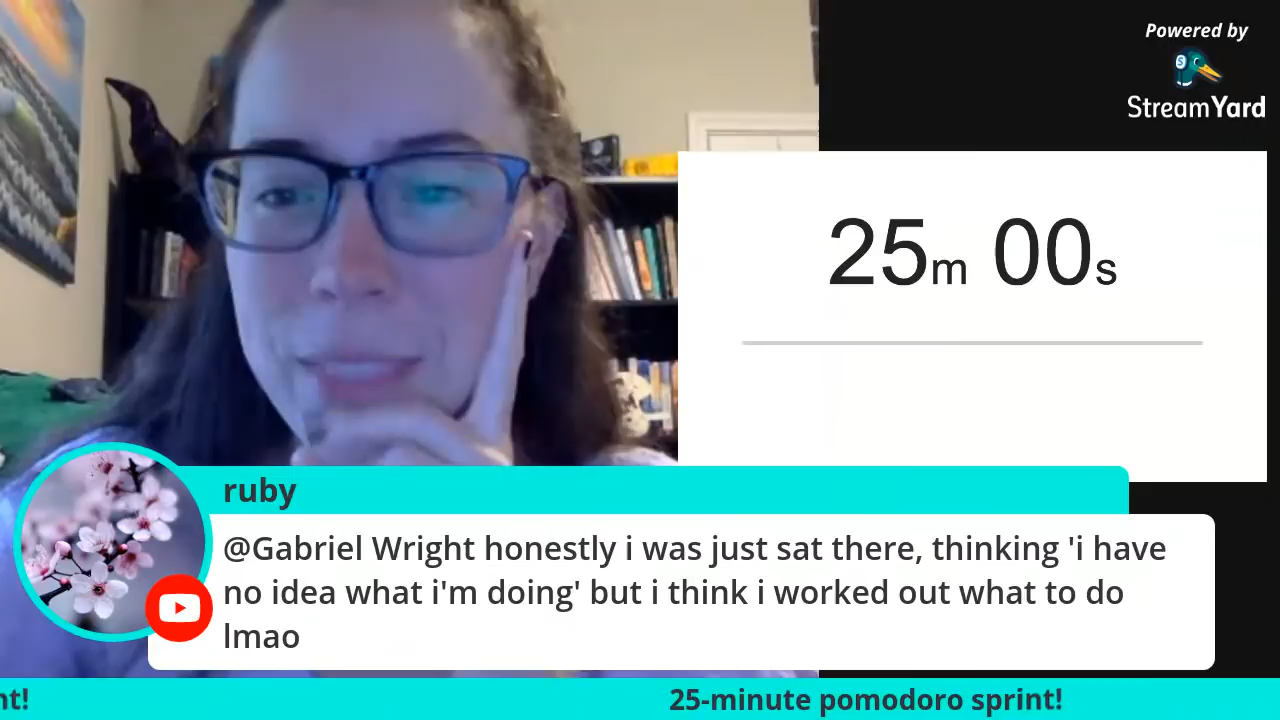 Powered by
StreamYard
25m 00s
ruby
@Gabriel Wright honestly i was just sat there, thinking 'i have
no idea what i'm doing' but i think i worked out what to do
lmao
nt!
25-minute pomodoro sprint!